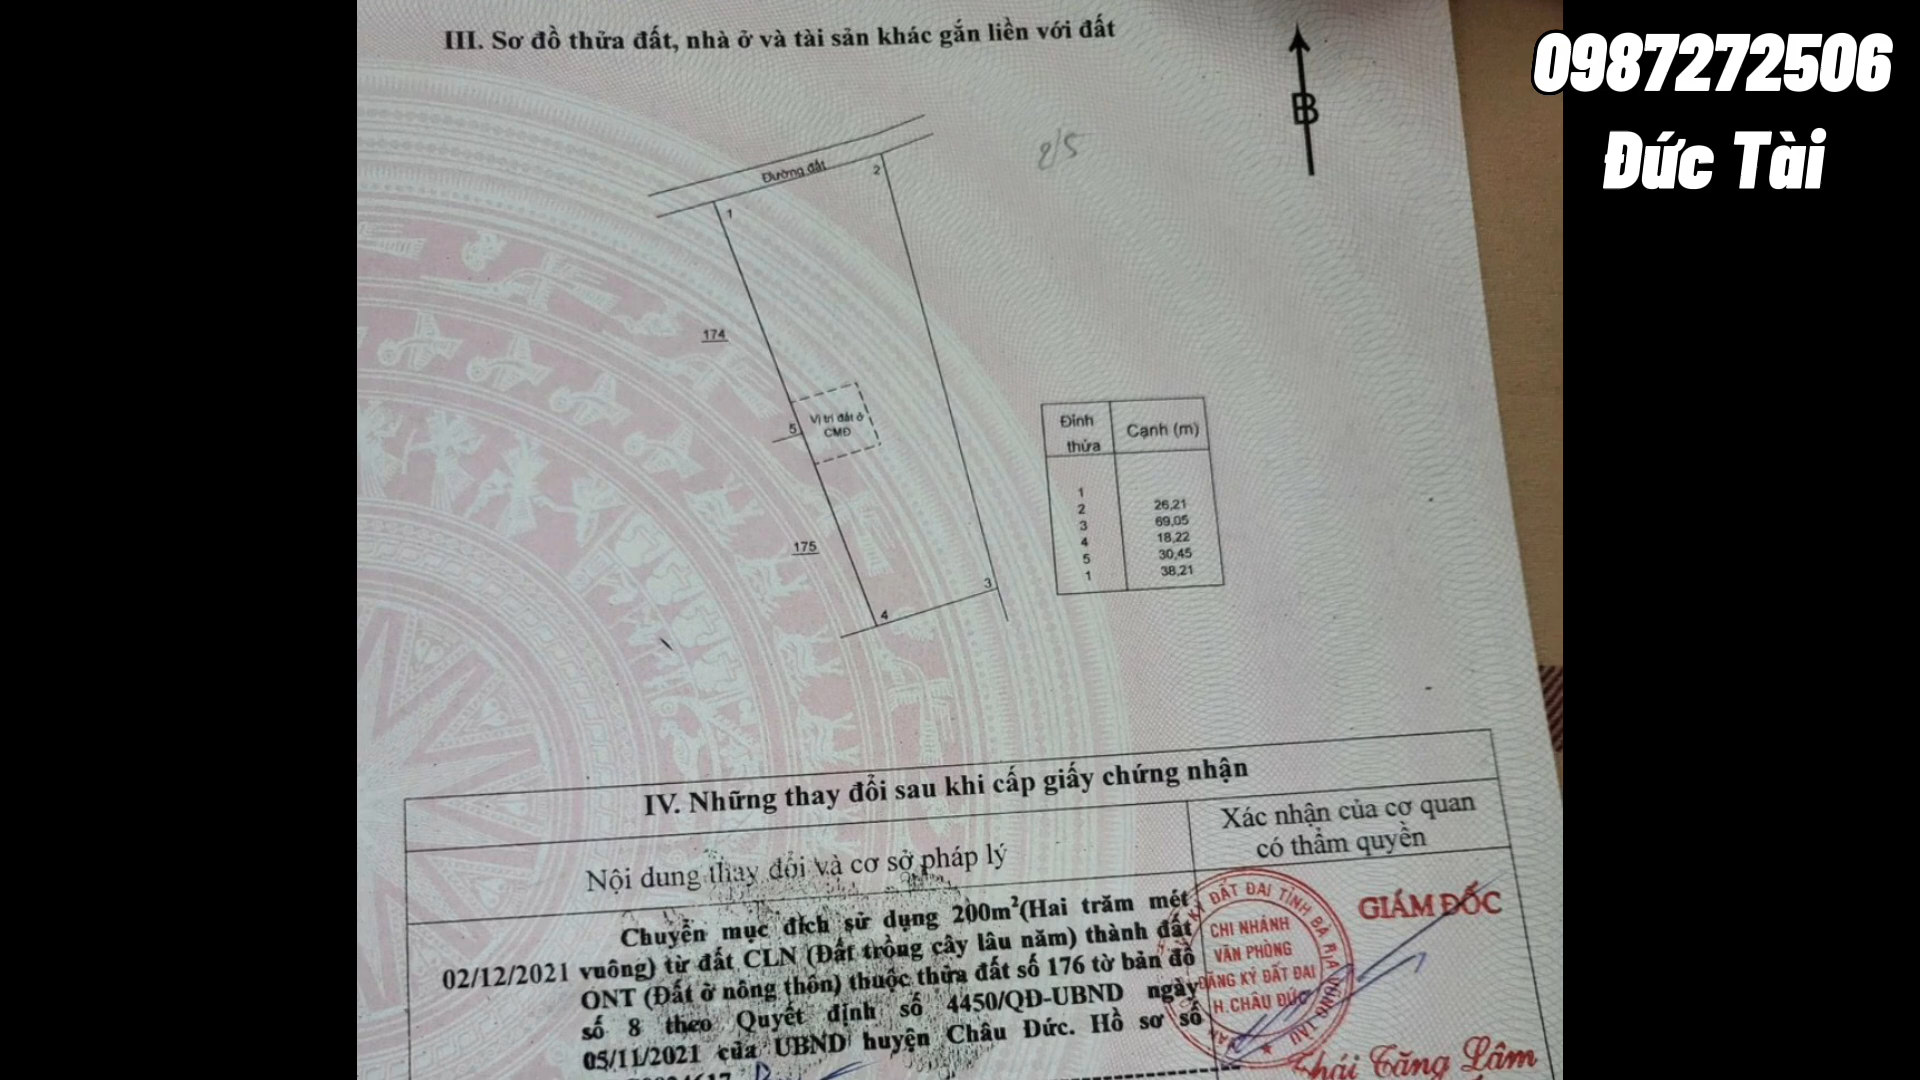 III. Sơ đồ thửa đất, nhà ở và tài sản khác gắn liền với đất
0987272506
Đức Tài
B
Đường đất
1
2
174
Vị trí đất ở
CMĐ
5
175
3
4
Đỉnh thửa Cạnh (m)
1
2 26,21
3 69,05
4 18,22
5 30,45
1 38,21
IV. Những thay đổi sau khi cấp giấy chứng nhận
Nội dung thay đổi và cơ sở pháp lý
Xác nhận của cơ quan
có thẩm quyền
Chuyển mục đích sử dụng 200m²(Hai trăm mét
02/12/2021 vuông) từ đất CLN (Đất trồng cây lâu năm) thành đất
ONT (Đất ở nông thôn) thuộc thửa đất số 176 tờ bản đồ
số 8 theo Quyết định số 4450/QĐ-UBND ngày
05/11/2021 của UBND huyện Châu Đức. Hồ sơ số
GIÁM ĐỐC
ĐẤT ĐAI TỈNH BÀ RỊA
CHI NHÁNH
VĂN PHÒNG
ĐĂNG KÝ ĐẤT ĐAI
H.CHÂU ĐỨC
Thái Tăng Lâm